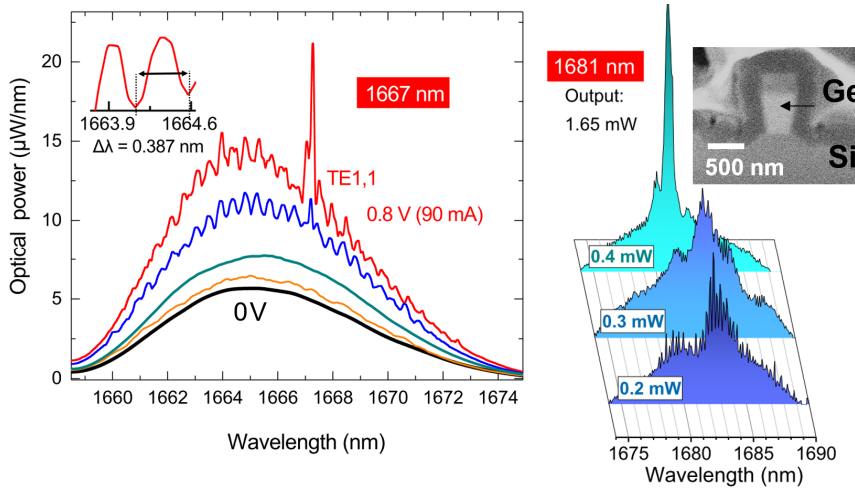 Optical power (μW/nm)
20
15
10
5
0
1663.9
1664.6
Δλ = 0.387 nm
1667 nm
TE1,1
0.8 V (90 mA)
0V
1660
1662
1664
1666
1668
1670
1672
1674
Wavelength (nm)
1681 nm
Output:
1.65 mW
Ge
Si
500 nm
0.4 mW
0.3 mW
0.2 mW
1675
1680
1685
1690
Wavelength (nm)